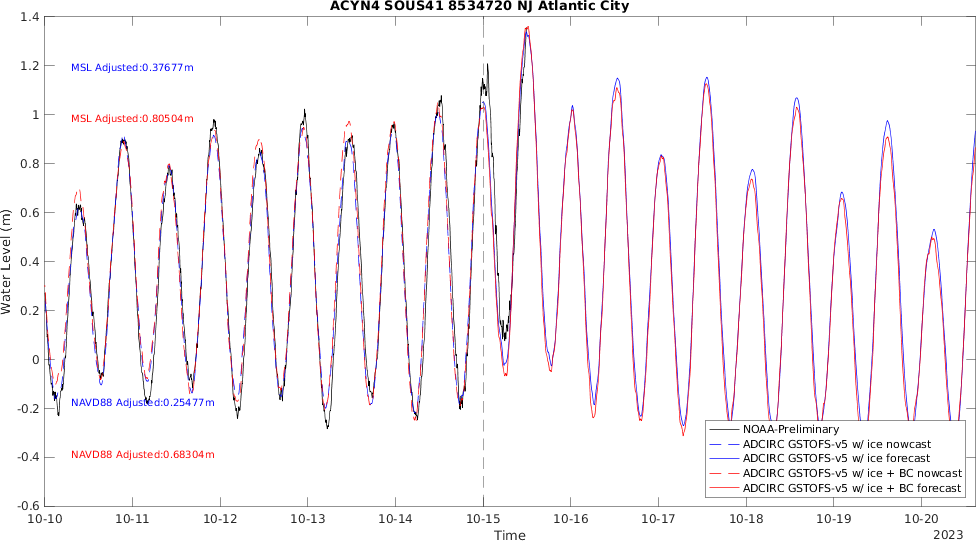 ACYN4 SOUS41 8534720 NJ Atlantic City
1.4
1.2
1
0.8
0.6
0.4
0.2
0
-0.2
-0.4
-0.6
Water Level (m)
MSL Adjusted:0.37677m
MSL Adjusted:0.80504m
NAVD88 Adjusted:0.25477m
NAVD88 Adjusted:0.68304m
NOAA-Preliminary
ADCIRC GSTOFS-v5 w/ ice nowcast
ADCIRC GSTOFS-v5 w/ ice forecast
ADCIRC GSTOFS-v5 w/ ice + BC nowcast
ADCIRC GSTOFS-v5 w/ ice + BC forecast
10-10 10-11 10-12 10-13 10-14 10-15 10-16 10-17 10-18 10-19 10-20
Time
2023